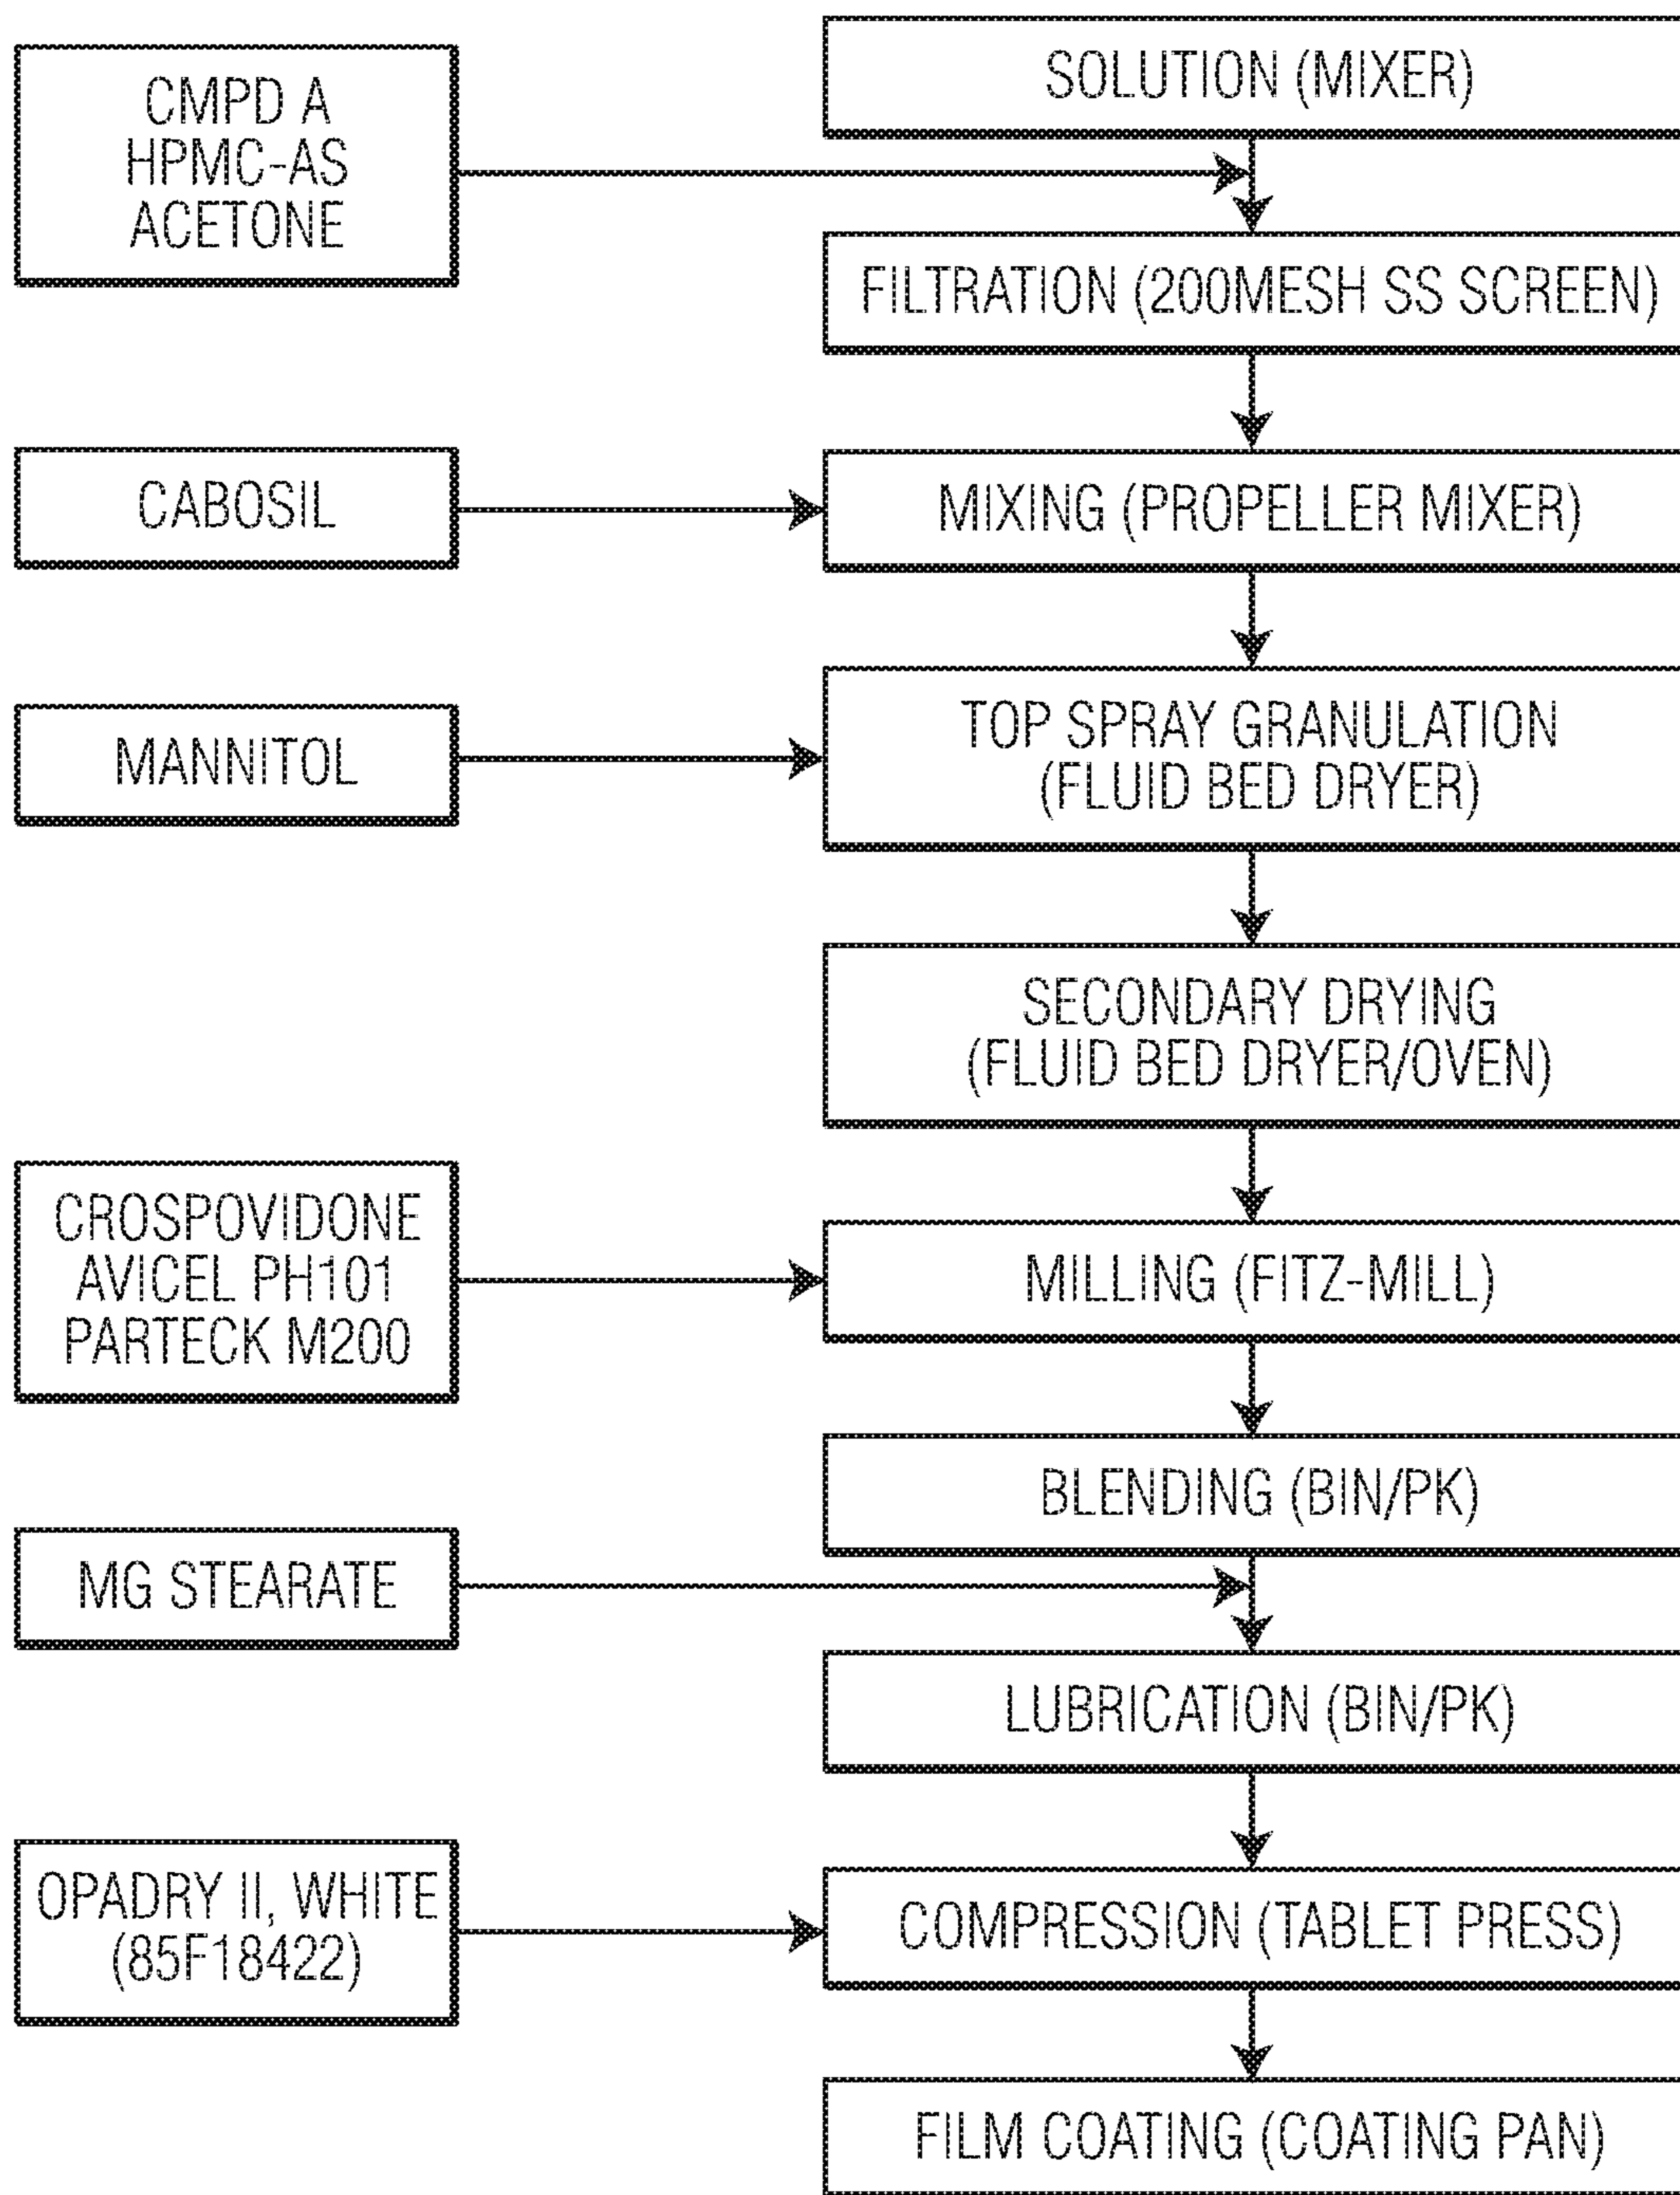 SOLUTION (MIXER)
CMPD A
HPMC-AS
ACETONE
FILTRATION (200MESH SS SCREEN)
CABOSIL
MIXING (PROPELLER MIXER)
MANNITOL
TOP SPRAY GRANULATION
(FLUID BED DRYER)
SECONDARY DRYING
(FLUID BED DRYER/OVEN)
CROSPOVIDONE
AVICEL PH101
PARTECK M200
MILLING (FITZ-MILL)
BLENDING (BIN/PK)
MG STEARATE
LUBRICATION (BIN/PK)
OPADRY II, WHITE
(85F18422)
COMPRESSION (TABLET PRESS)
FILM COATING (COATING PAN)